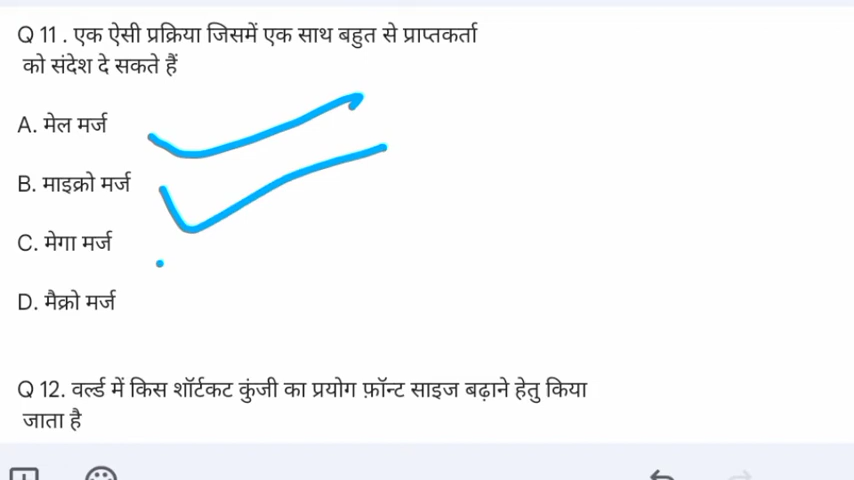 Q 11 . एक ऐसी प्रक्रिया जिसमें एक साथ बहुत से प्राप्तकर्ता
को संदेश दे सकते हैं
A. मेल मर्ज
B. माइक्रो मर्ज
C. मेगा मर्ज
D. मैक्रो मर्ज
Q 12. वर्ल्ड में किस शॉर्टकट कुंजी का प्रयोग फ़ॉन्ट साइज बढ़ाने हेतु किया
जाता है